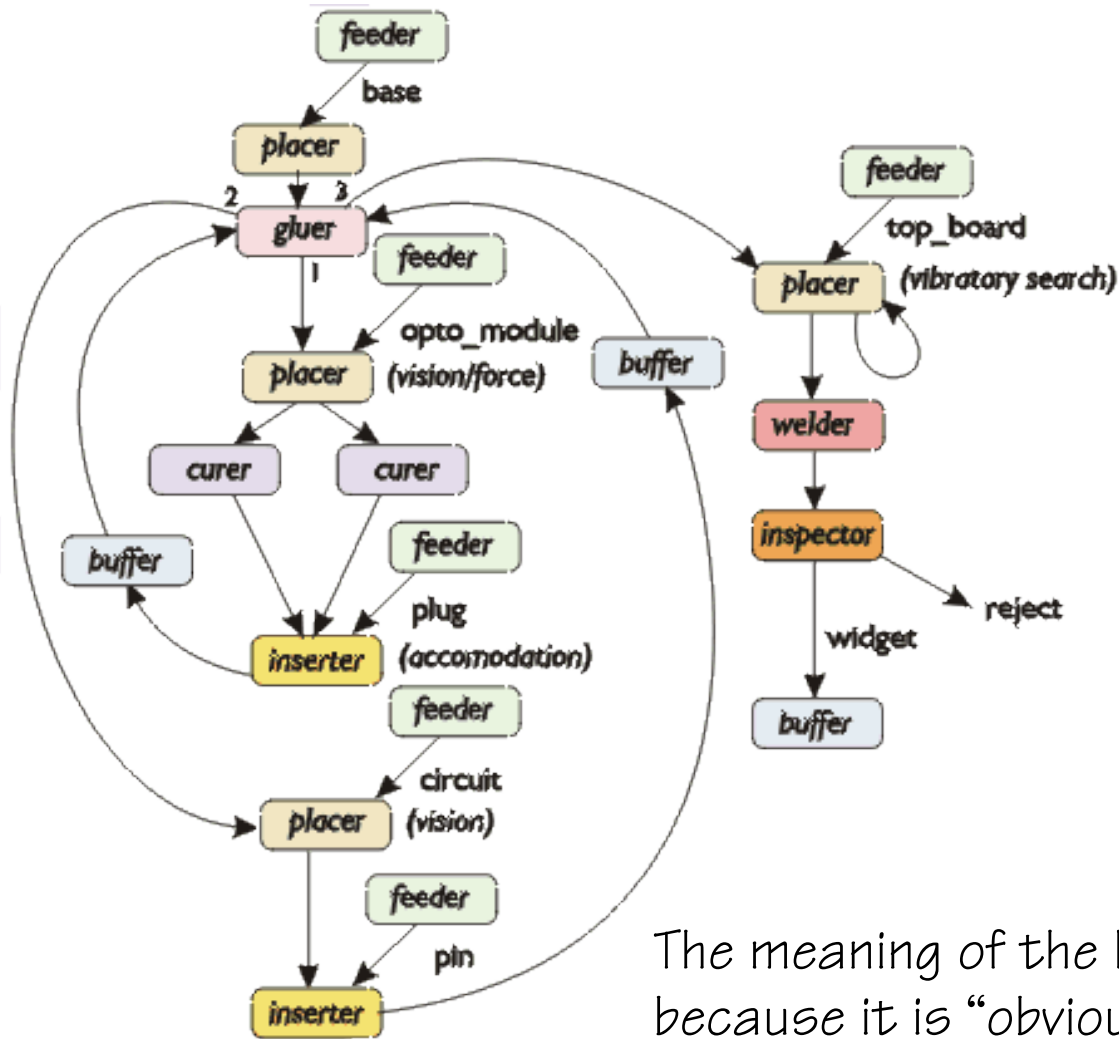 feeder
base
placer
2
3
gluer
1
feeder
opto_module
placer
(vision/force)
curer
curer
buffer
feeder
plug
inserter
(accomodation)
feeder
circuit
placer
(vision)
feeder
pin
inserter
buffer
feeder
top_board
placer
(vibratory search)
welder
inspector
reject
widget
buffer
The meaning of the
because it is “obviou